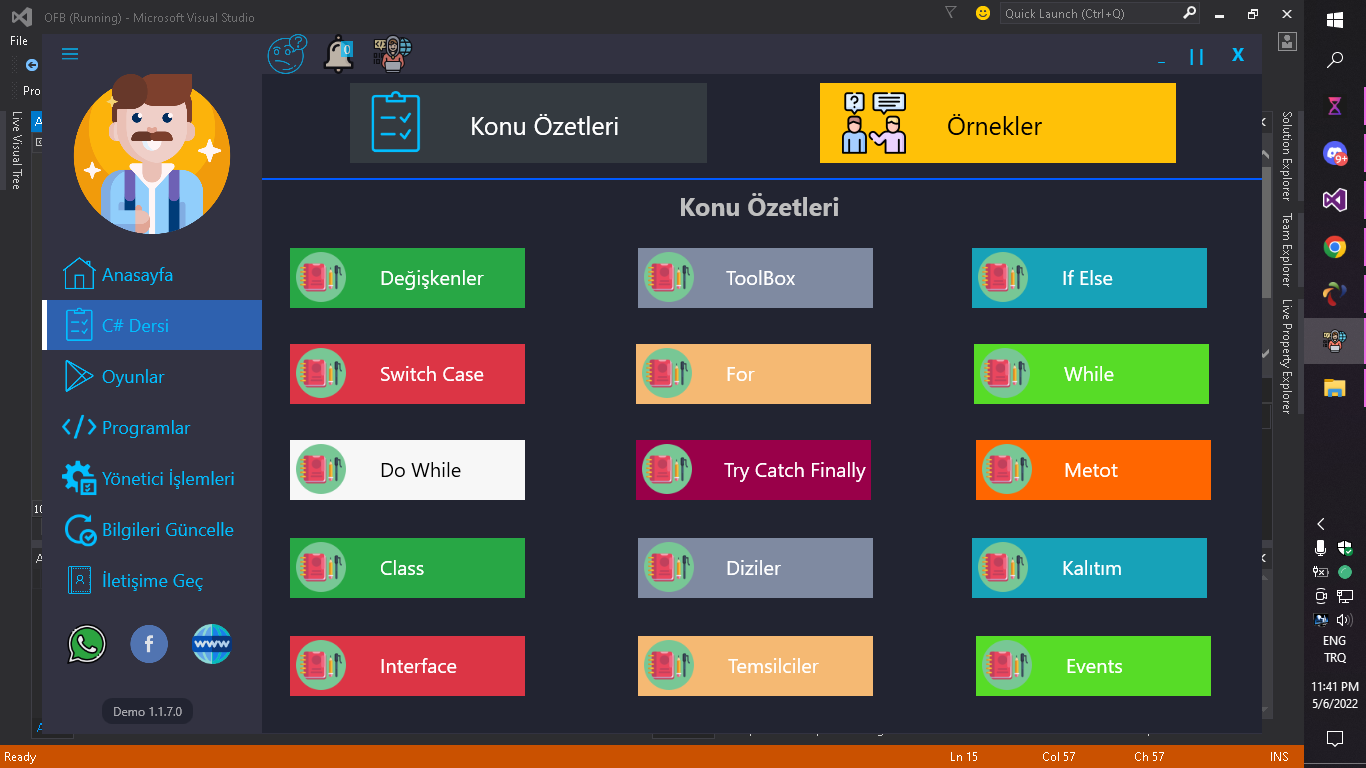 OFB (Running) - Microsoft Visual Studio
Quick Launch (Ctrl+Q)
File
Pro
Live Visual Tree
0
_ || X
Konu Özetleri
Örnekler
Konu Özetleri
Değişkenler
ToolBox
If Else
Switch Case
For
While
Do While
Try Catch Finally
Metot
Class
Diziler
Kalıtım
Interface
Temsilciler
Events
Anasayfa
C# Dersi
Oyunlar
Programlar
Yönetici İşlemleri
Bilgileri Güncelle
İletişime Geç
f
WWW
Demo 1.1.7.0
Solution Explorer
Team Explorer
Live Property Explorer
9+
ENG
TRQ
11:41 PM
5/6/2022
Ready
Ln 15
Col 57
Ch 57
INS